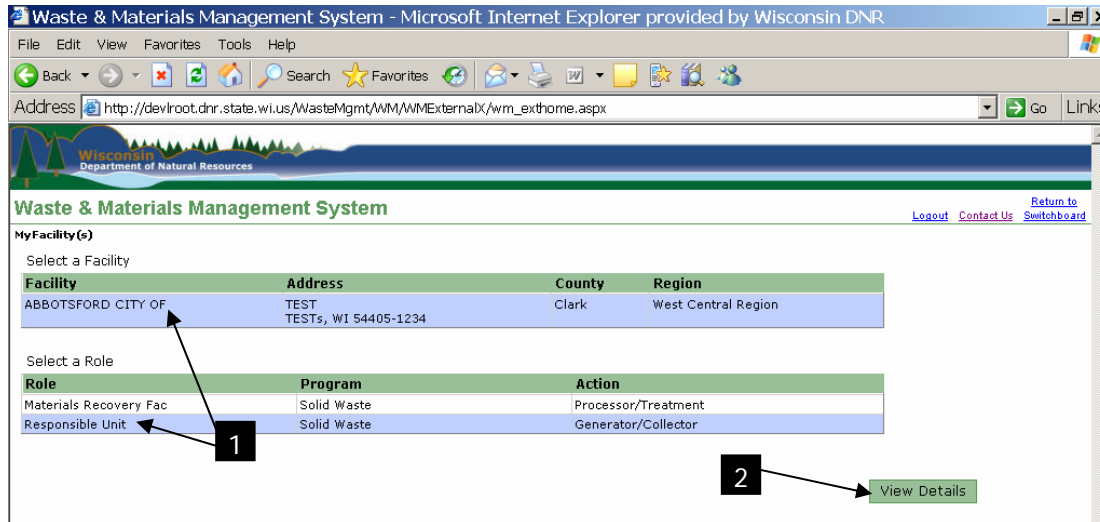 Waste & Materials Management System - Microsoft Internet Explorer provided by Wisconsin DNR
File Edit View Favorites Tools Help
Back Search Favorites
Address http://devlroot.dnr.state.wi.us/WasteMgmt/WM/WMExternalX/wm_exthome.aspx Go Links
Wisconsin
Department of Natural Resources
Waste & Materials Management System
Logout Contact Us Return to
Switchboard
My Facility(s)
Select a Facility
Facility Address County Region
ABBOTSFORD CITY OF TEST Clark West Central Region
TESTs, WI 54405-1234
Select a Role
Role Program Action
Materials Recovery Fac Solid Waste Processor/Treatment
Responsible Unit Solid Waste Generator/Collector
1
2
View Details